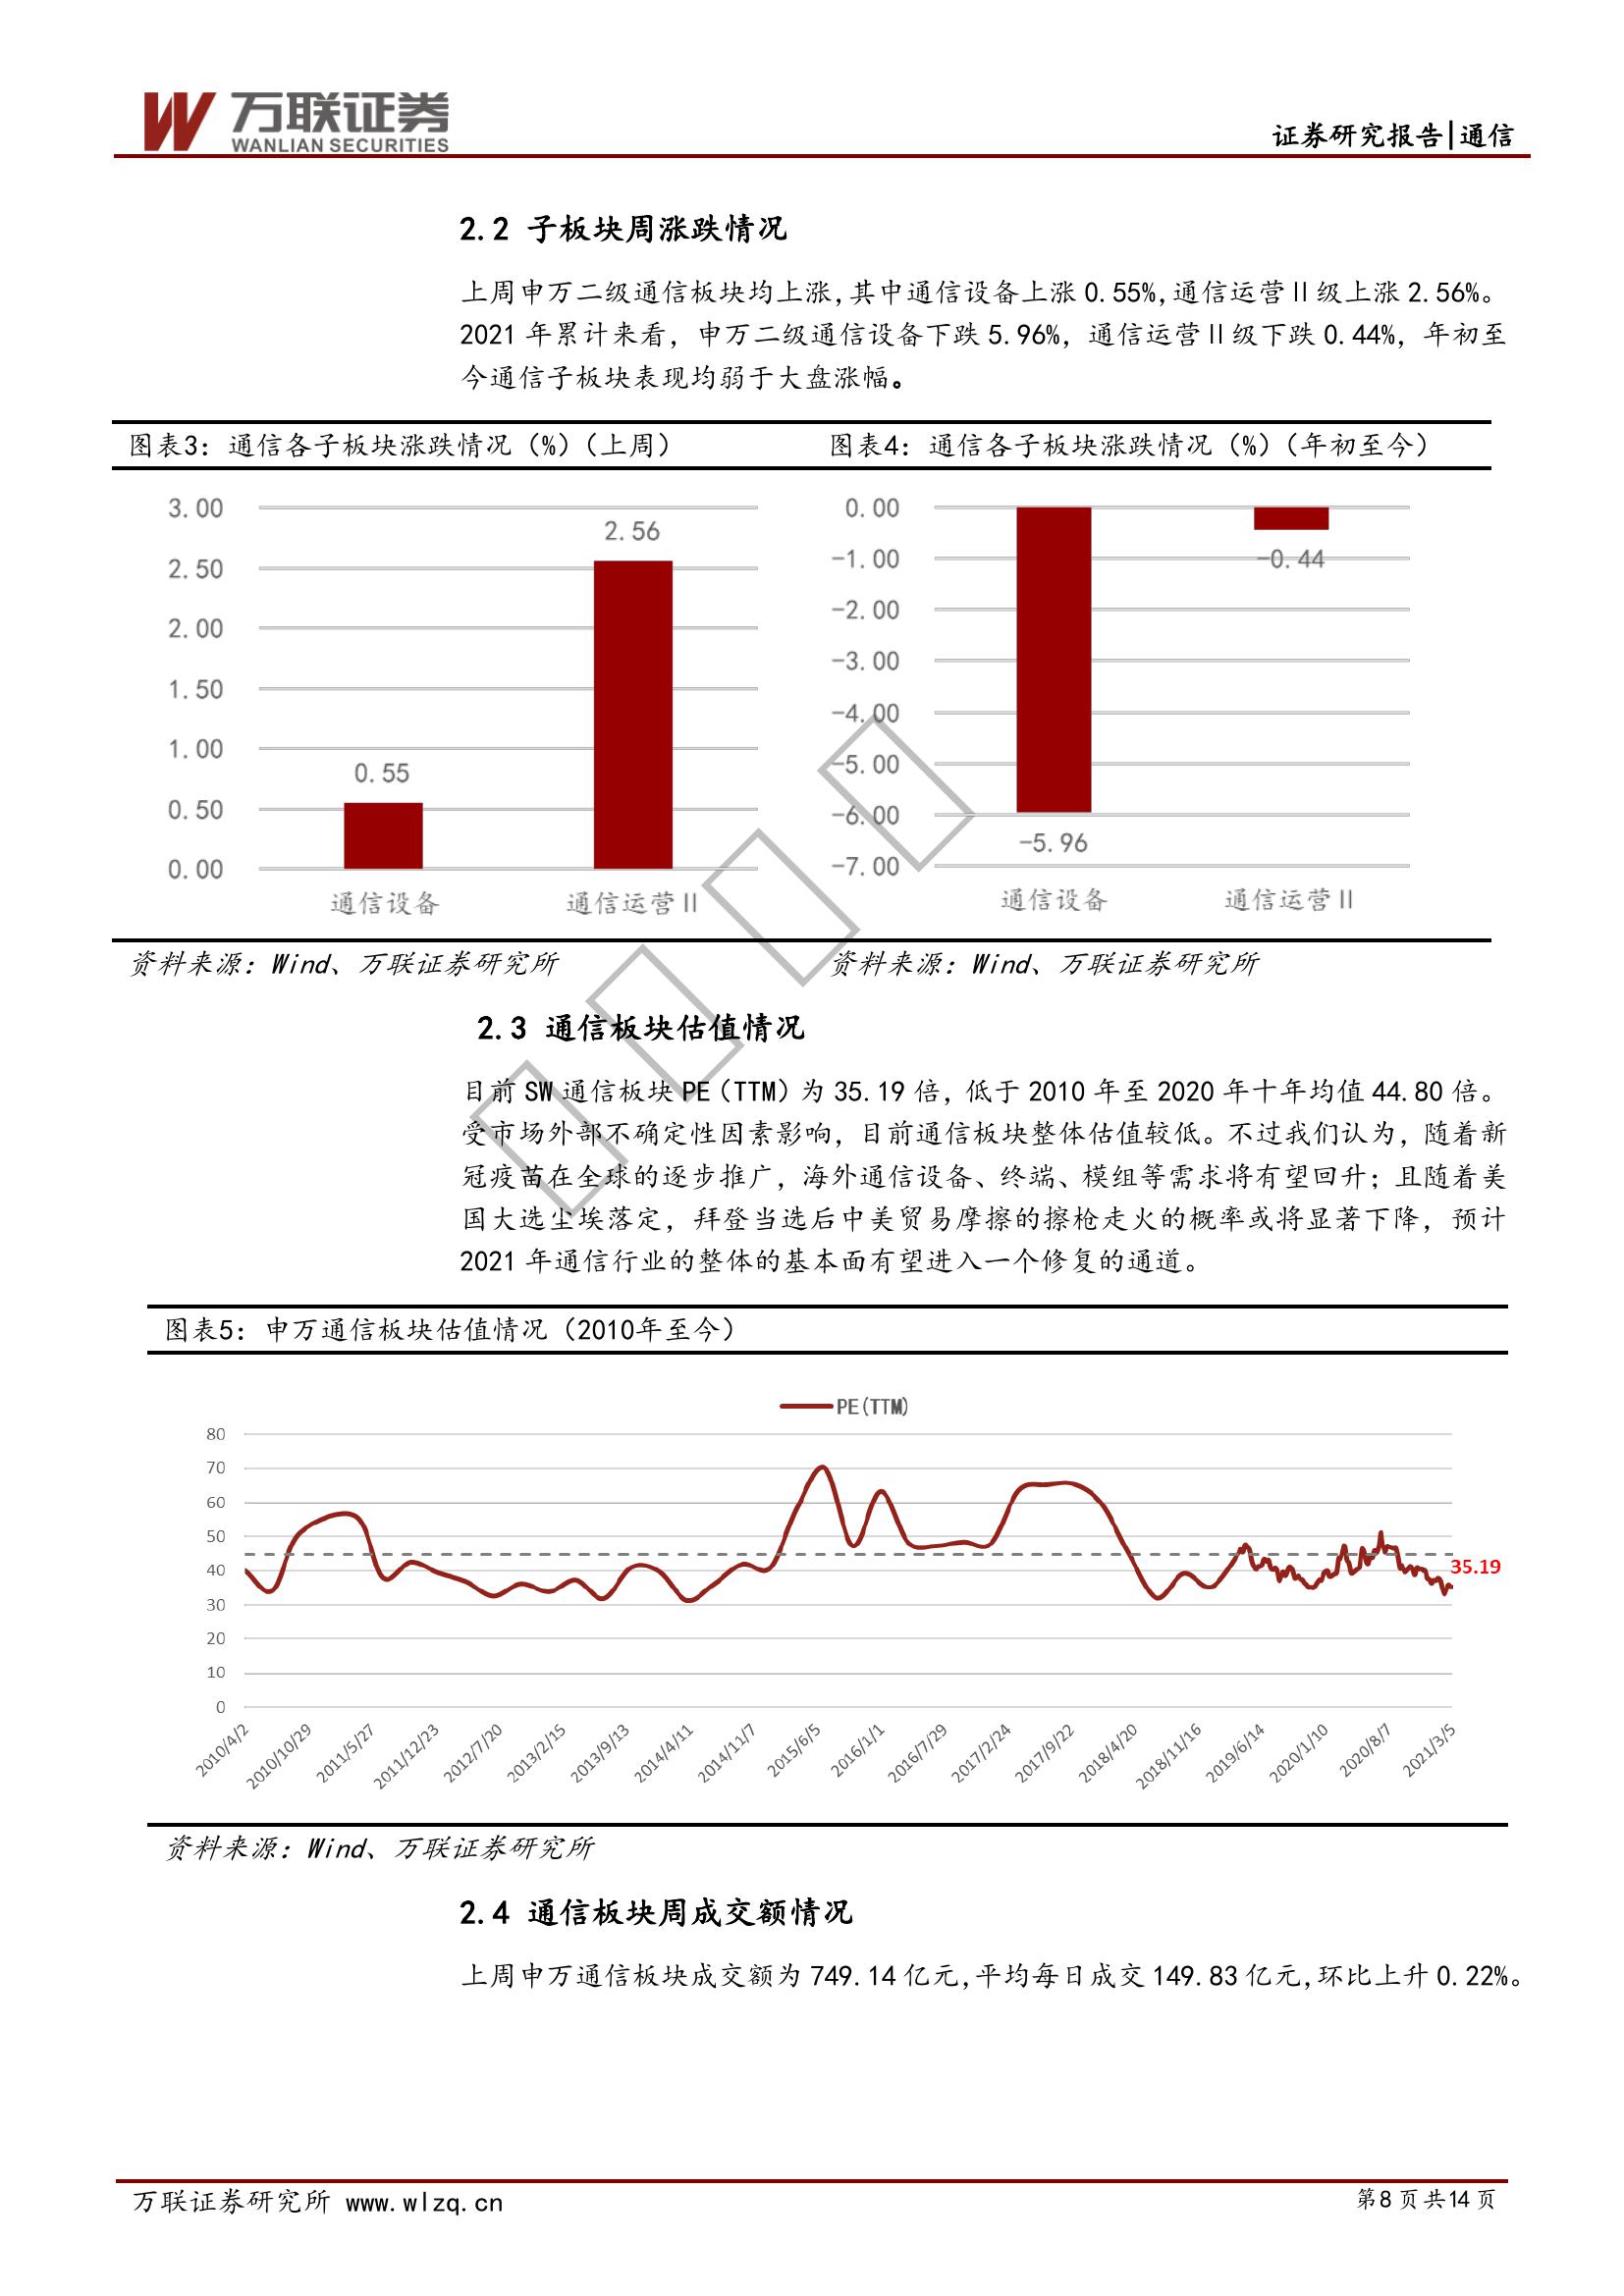 万联证券
WANLIAN SECURITIES
证券研究报告|通信
2.2 子板块周涨跌情况
上周申万二级通信板块均上涨,其中通信设备上涨 0.55%,通信运营Ⅱ级上涨 2.56%。
2021 年累计来看，申万二级通信设备下跌 5.96%，通信运营Ⅱ级下跌 0.44%，年初至
今通信子板块表现均弱于大盘涨幅。
图表3：通信各子板块涨跌情况（%）（上周）
3.00
2.50
2.00
1.50
1.00
0.50
0.00
0.55
2.56
通信设备
通信运营Ⅱ
资料来源：Wind、万联证券研究所
图表4：通信各子板块涨跌情况（%）（年初至今）
0.00
-1.00
-2.00
-3.00
-4.00
-5.00
-6.00
-7.00
-5.96
-0.44
通信设备
通信运营Ⅱ
资料来源：Wind、万联证券研究所
2.3 通信板块估值情况
目前 SW 通信板块 PE（TTM）为 35.19 倍，低于 2010 年至 2020 年十年均值 44.80 倍。
受市场外部不确定性因素影响，目前通信板块整体估值较低。不过我们认为，随着新
冠疫苗在全球的逐步推广，海外通信设备、终端、模组等需求将有望回升；且随着美
国大选尘埃落定，拜登当选后中美贸易摩擦的擦枪走火的概率或将显著下降，预计
2021 年通信行业的整体的基本面有望进入一个修复的通道。
图表5：申万通信板块估值情况（2010年至今）
PE(TTM)
80
70
60
50
40
30
20
10
0
35.19
2010/4/2
2010/10/29
2011/5/27
2011/12/23
2012/7/20
2013/2/15
2013/9/13
2014/4/11
2014/11/7
2015/6/5
2016/1/1
2016/7/29
2017/2/24
2017/9/22
2018/4/20
2018/11/16
2019/6/14
2020/1/10
2020/8/7
2021/3/5
资料来源：Wind、万联证券研究所
2.4 通信板块周成交额情况
上周申万通信板块成交额为 749.14 亿元,平均每日成交 149.83 亿元,环比上升 0.22%。
万联证券研究所 www.wlzq.cn
第8页共14页